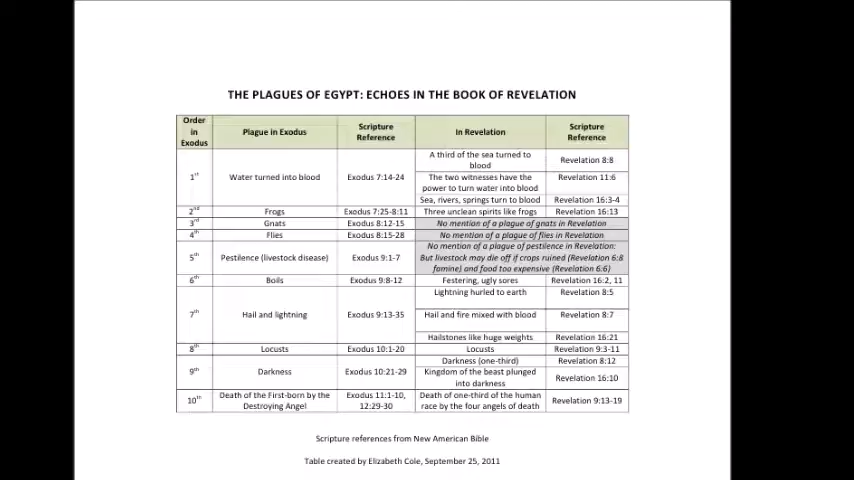 THE PLAGUES OF EGYPT: ECHOES IN THE BOOK OF REVELATION
Order in Exodus Plague in Exodus Scripture Reference In Revelation Scripture Reference
1st Water turned into blood Exodus 7:14-24 A third of the sea turned to blood Revelation 8:8
The two witnesses have the power to turn water into blood Revelation 11:6
Sea, rivers, springs turn to blood Revelation 16:3-4
2nd Frogs Exodus 7:25-8:11 Three unclean spirits like frogs Revelation 16:13
3rd Gnats Exodus 8:12-15 No mention of a plague of gnats in Revelation
4th Flies Exodus 8:15-28 No mention of a plague of flies in Revelation
5th Pestilence (livestock disease) Exodus 9:1-7 No mention of a plague of pestilence in Revelation:
But livestock may die off if crops ruined (Revelation 6:8
famine) and food too expensive (Revelation 6:6)
6th Boils Exodus 9:8-12 Festering, ugly sores Revelation 16:2, 11
7th Hail and lightning Exodus 9:13-35 Lightning hurled to earth Revelation 8:5
Hail and fire mixed with blood Revelation 8:7
Hailstones like huge weights Revelation 16:21
8th Locusts Exodus 10:1-20 Locusts Revelation 9:3-11
9th Darkness Exodus 10:21-29 Darkness (one-third) Revelation 8:12
Kingdom of the beast plunged into darkness Revelation 16:10
10th Death of the First-born by the Destroying Angel Exodus 11:1-10, 12:29-30 Death of one-third of the human race by the four angels of death Revelation 9:13-19
Scripture references from New American Bible
Table created by Elizabeth Cole, September 25, 2011